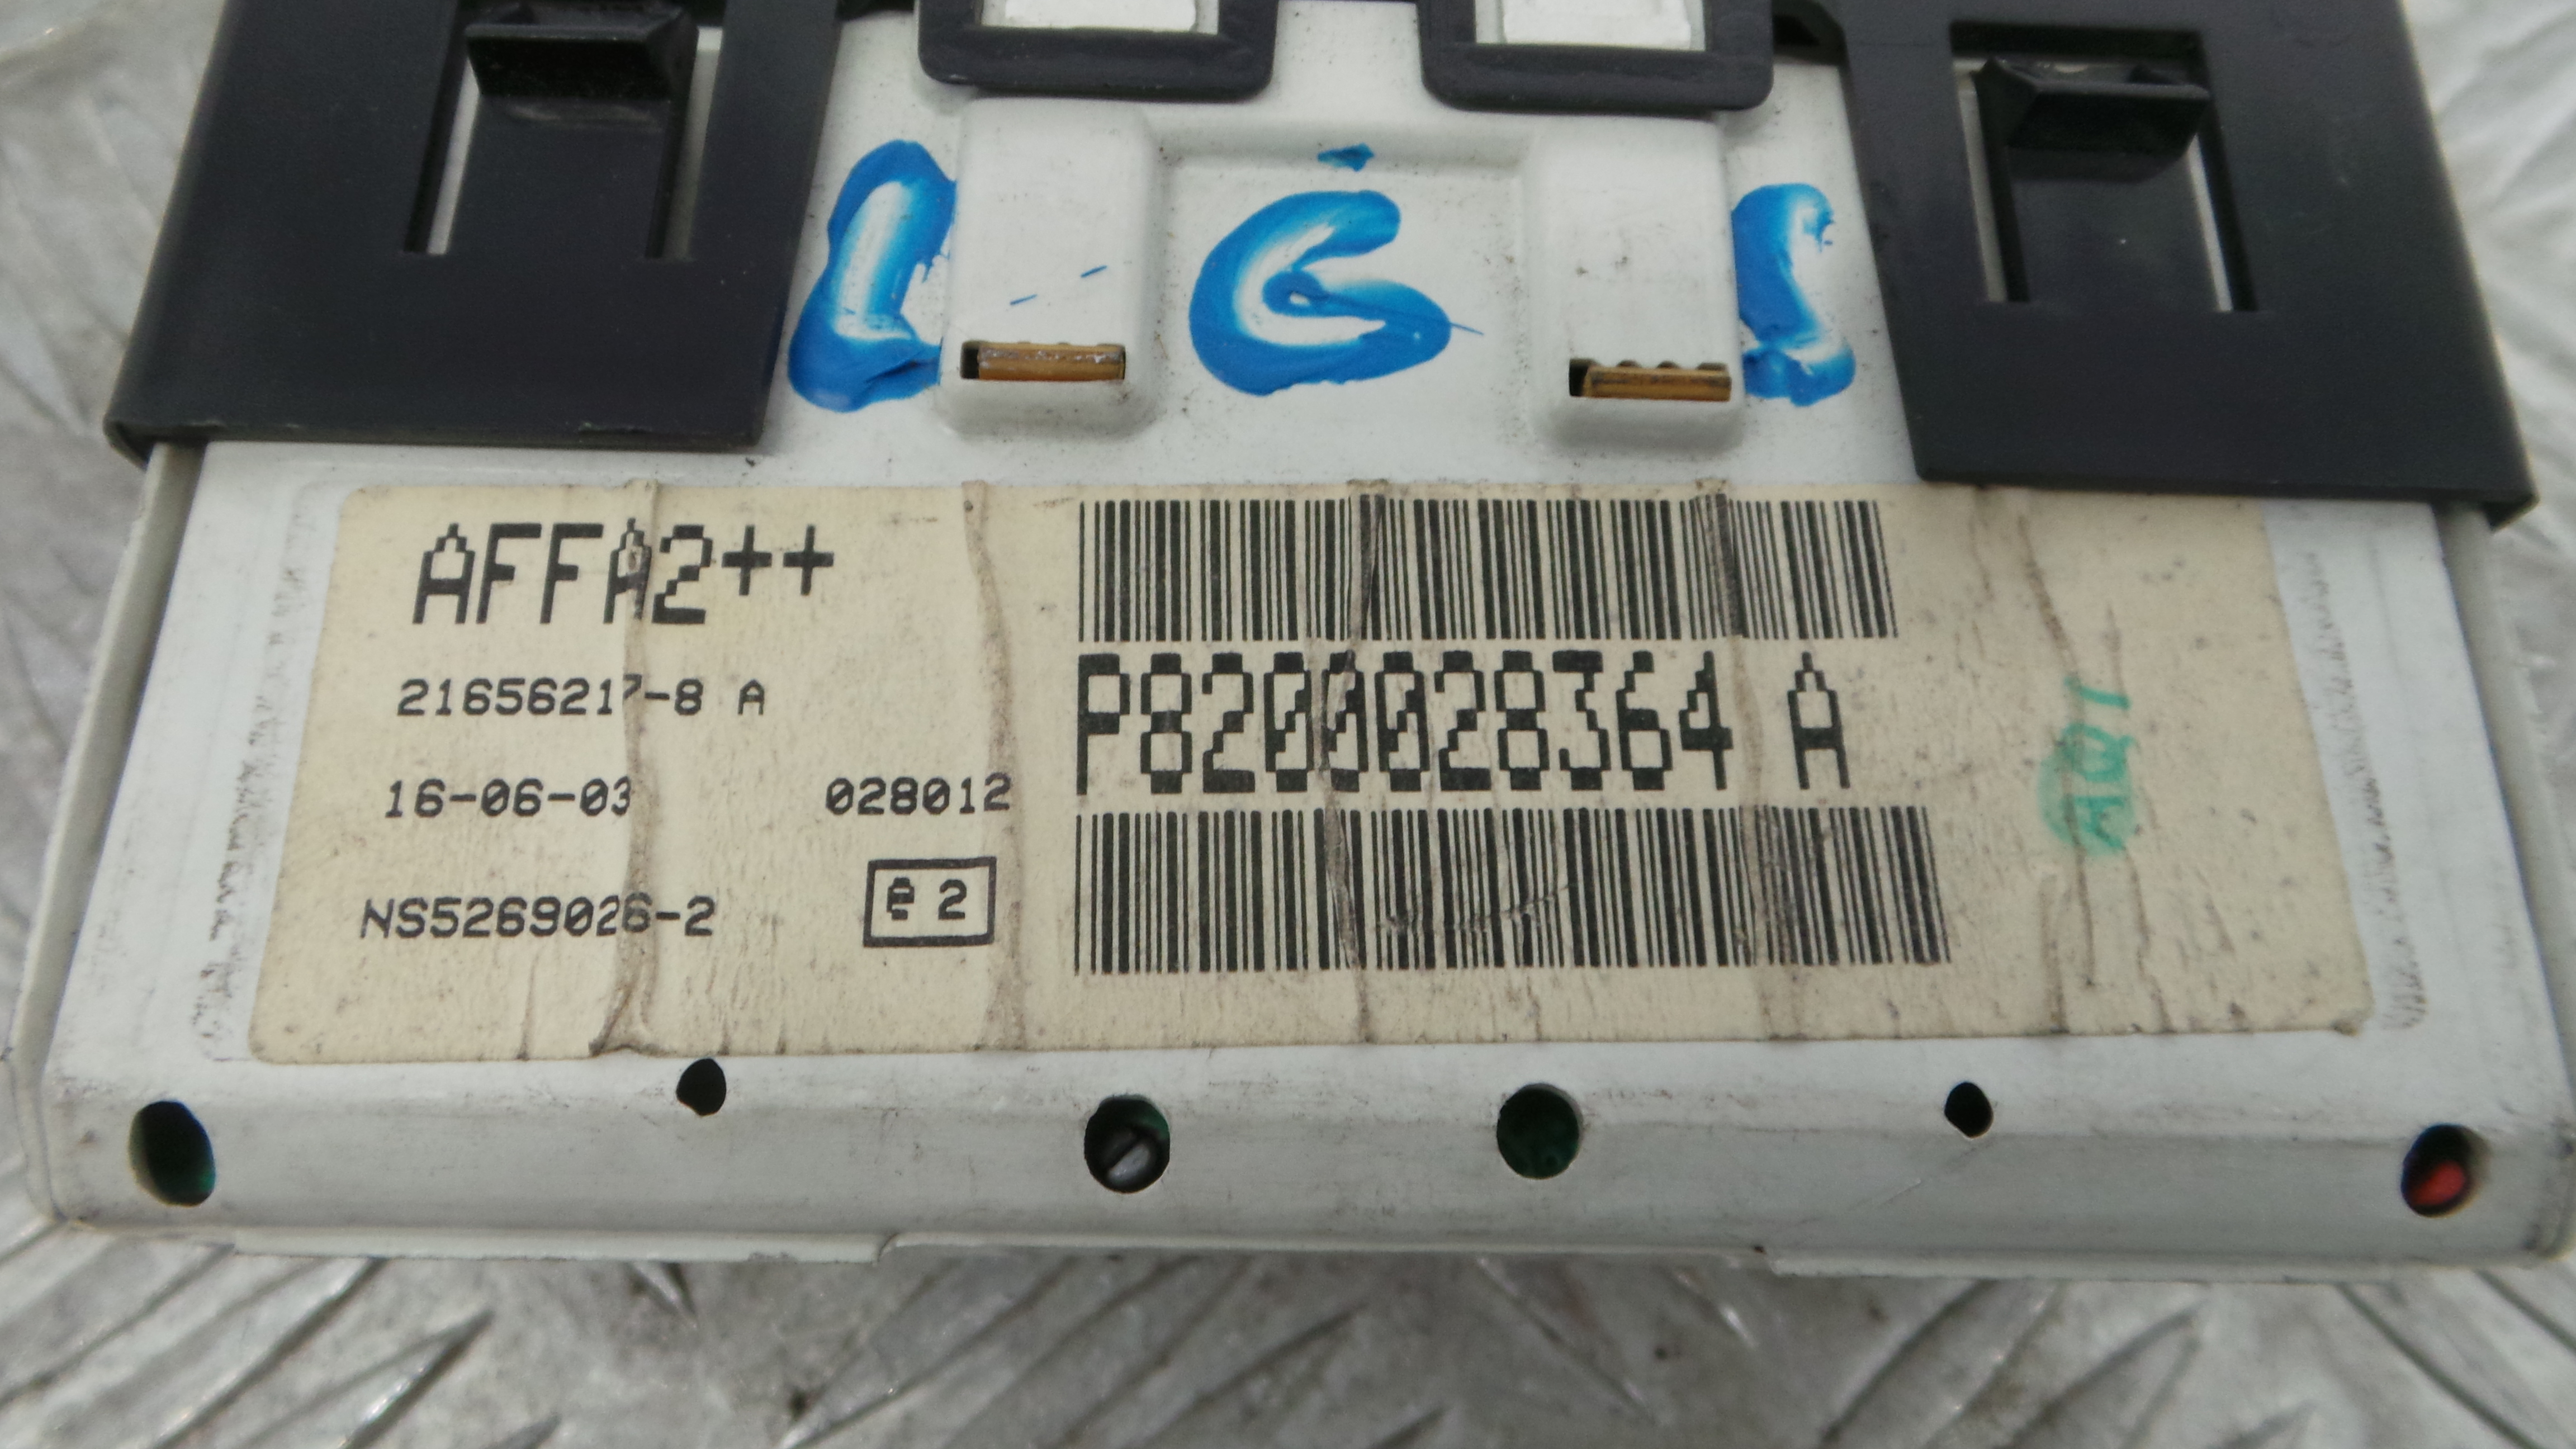 AFFA2++
21656217-8 A
16-06-03 028012
NS5269026-2
e 2
P8200028364 A